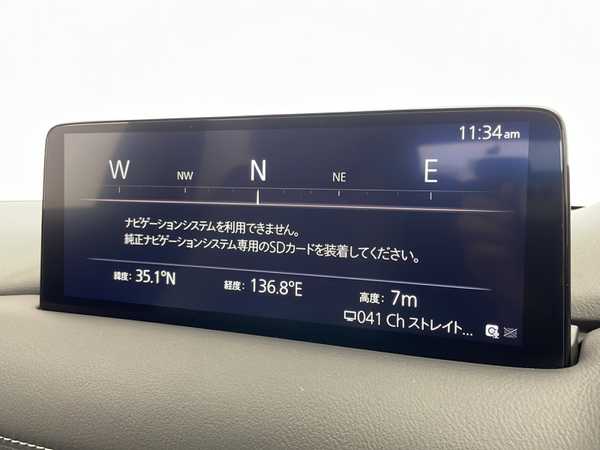 11:34am
W NW N NE E
ナビゲーションシステムを利用できません。
純正ナビゲーションシステム専用のSDカードを装着してください。
緯度: 35.1°N 経度: 136.8°E 高度: 7m
041 Ch ストレイト...